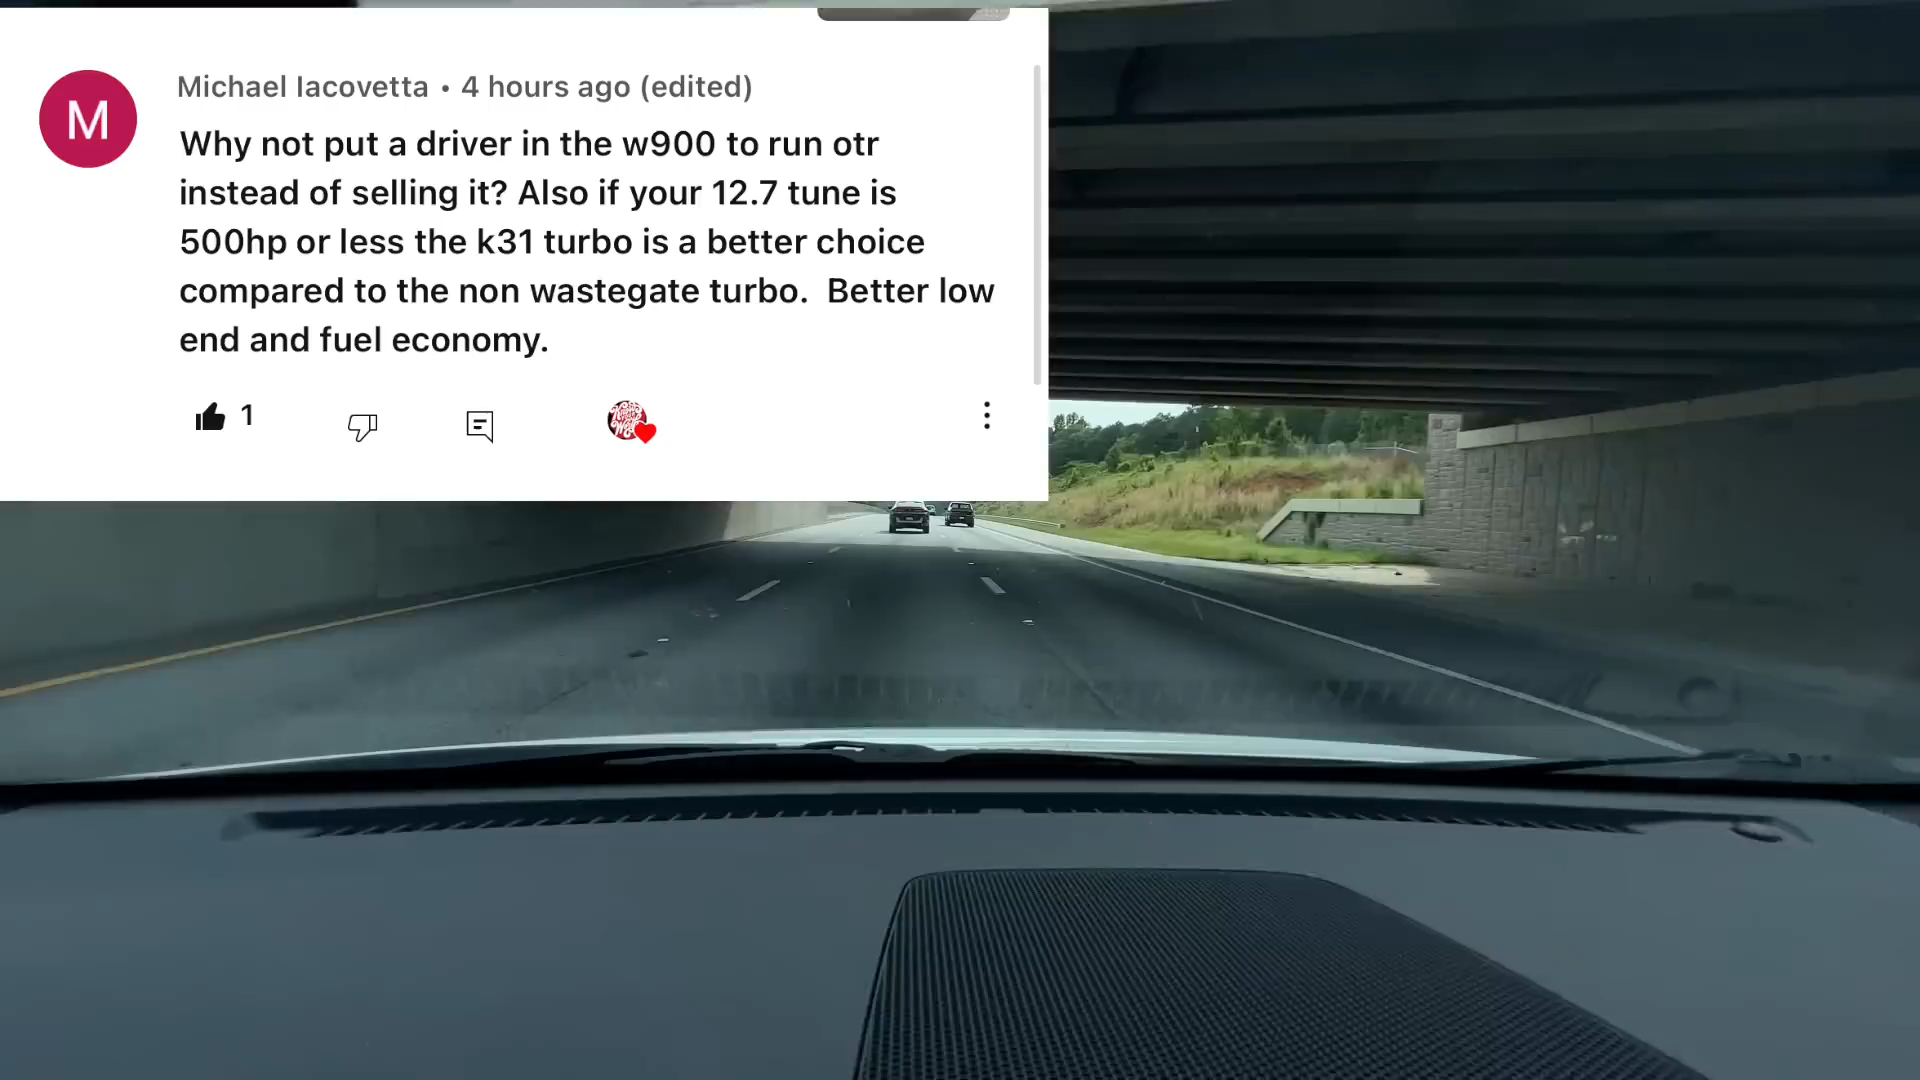 M
Michael Iacovetta • 4 hours ago (edited)
Why not put a driver in the w900 to run otr
instead of selling it? Also if your 12.7 tune is
500hp or less the k31 turbo is a better choice
compared to the non wastegate turbo.  Better low
end and fuel economy.
1